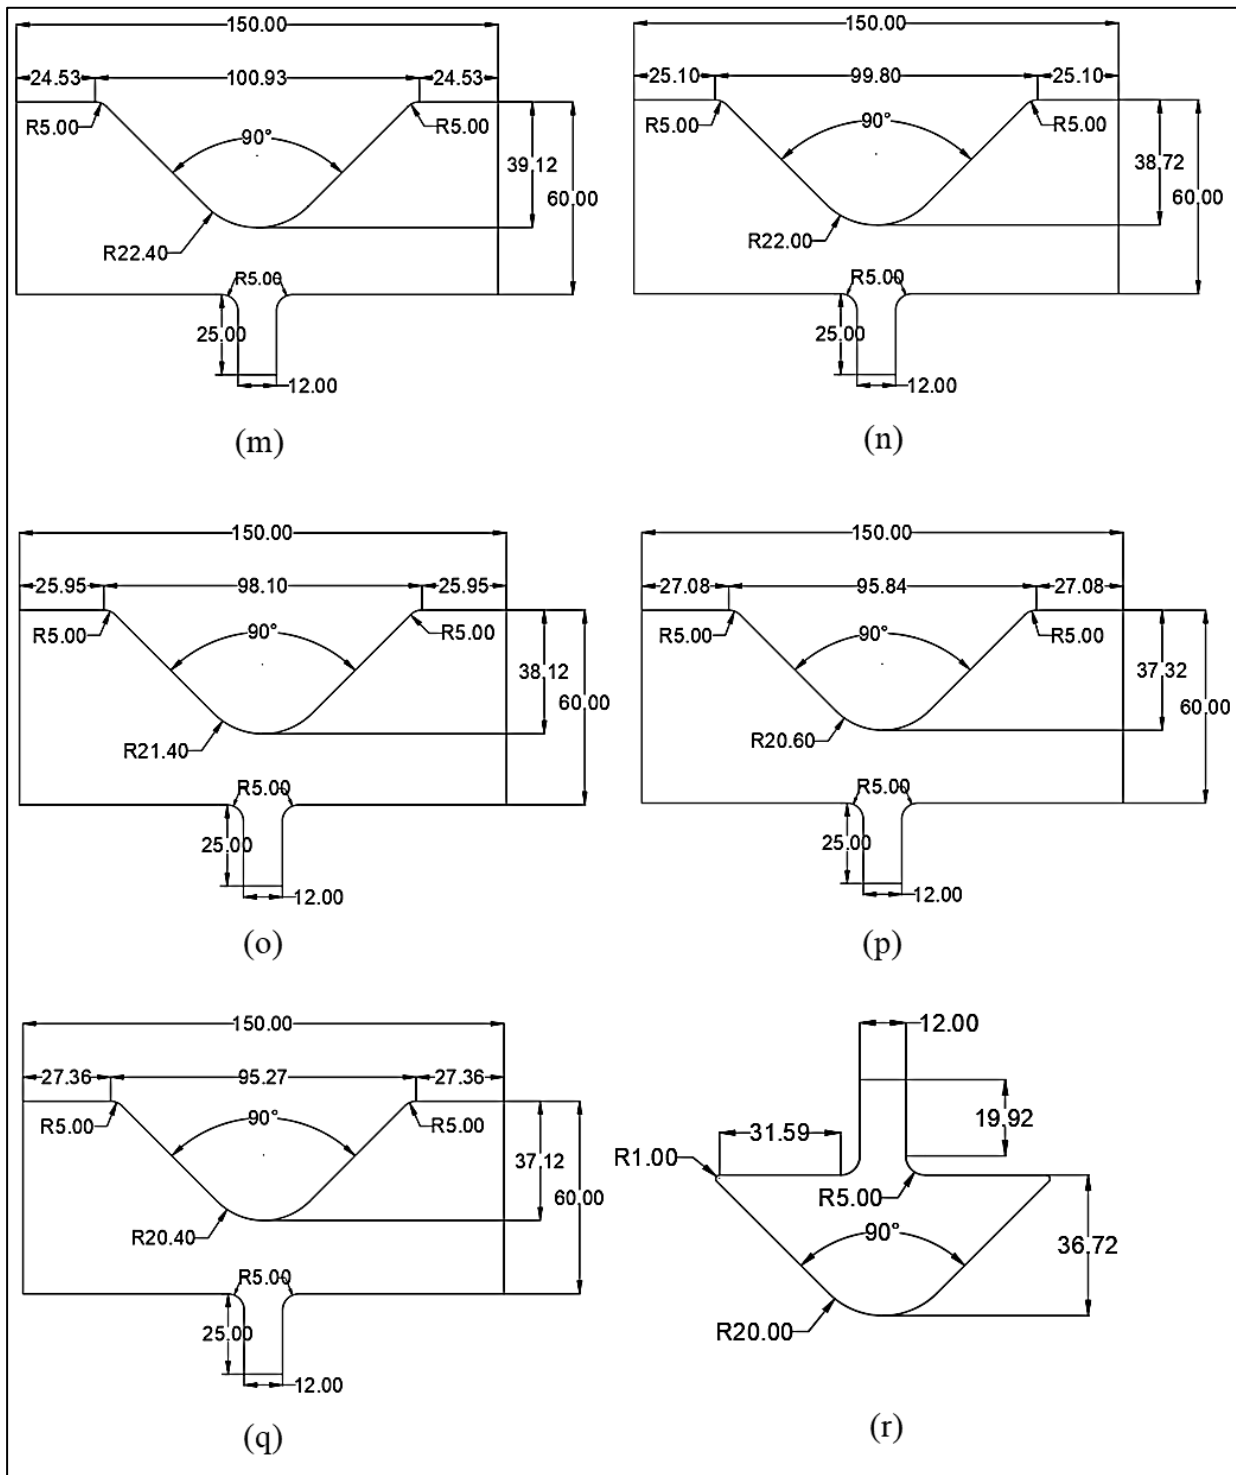 150.00
24.53 100.93 24.53
R5.00 90° R5.00
39.12
60.00
R22.40
R5.00
25.00
12.00
(m)
150.00
25.10 99.80 25.10
R5.00 90° R5.00
38.72
60.00
R22.00
R5.00
25.00
12.00
(n)
150.00
25.95 98.10 25.95
R5.00 90° R5.00
38.12
60.00
R21.40
R5.00
25.00
12.00
(o)
150.00
27.08 95.84 27.08
R5.00 90° R5.00
37.32
60.00
R20.60
R5.00
25.00
12.00
(p)
150.00
27.36 95.27 27.36
R5.00 90° R5.00
37.12
60.00
R20.40
R5.00
25.00
12.00
(q)
12.00
19.92
31.59
R1.00
R5.00
90°
36.72
R20.00
(r)